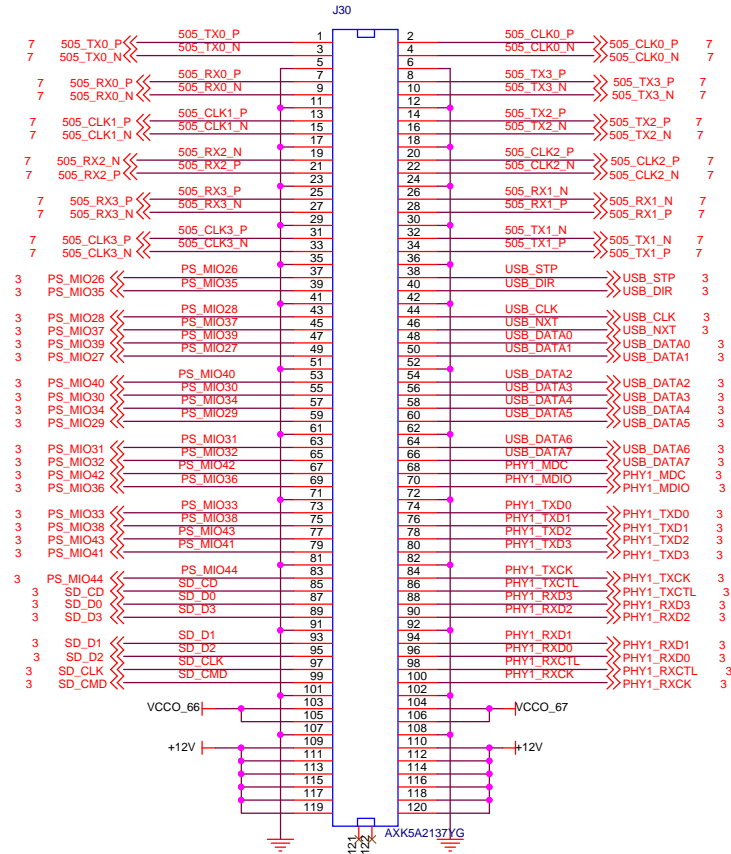 J30
7 505_TX0_P 505_TX0_P 1 2 505_CLK0_P 505_CLK0_P 7
7 505_TX0_N 505_TX0_N 3 4 505_CLK0_N 505_CLK0_N 7
5 6
7 505_RX0_P 505_RX0_P 7 8 505_TX3_P 505_TX3_P 7
7 505_RX0_N 505_RX0_N 9 10 505_TX3_N 505_TX3_N 7
11 12
7 505_CLK1_P 505_CLK1_P 13 14 505_TX2_P 505_TX2_P 7
7 505_CLK1_N 505_CLK1_N 15 16 505_TX2_N 505_TX2_N 7
17 18
7 505_RX2_N 505_RX2_N 19 20 505_CLK2_P 505_CLK2_P 7
7 505_RX2_P 505_RX2_P 21 22 505_CLK2_N 505_CLK2_N 7
23 24
7 505_RX3_P 505_RX3_P 25 26 505_RX1_N 505_RX1_N 7
7 505_RX3_N 505_RX3_N 27 28 505_RX1_P 505_RX1_P 7
29 30
7 505_CLK3_P 505_CLK3_P 31 32 505_TX1_N 505_TX1_N 7
7 505_CLK3_N 505_CLK3_N 33 34 505_TX1_P 505_TX1_P 7
35 36
3 PS_MIO26 PS_MIO26 37 38 USB_STP USB_STP 3
3 PS_MIO35 PS_MIO35 39 40 USB_DIR USB_DIR 3
41 42
3 PS_MIO28 PS_MIO28 43 44 USB_CLK USB_CLK 3
3 PS_MIO37 PS_MIO37 45 46 USB_NXT USB_NXT 3
3 PS_MIO39 PS_MIO39 47 48 USB_DATA0 USB_DATA0 3
3 PS_MIO27 PS_MIO27 49 50 USB_DATA1 USB_DATA1 3
51 52
3 PS_MIO40 PS_MIO40 53 54 USB_DATA2 USB_DATA2 3
3 PS_MIO30 PS_MIO30 55 56 USB_DATA3 USB_DATA3 3
3 PS_MIO34 PS_MIO34 57 58 USB_DATA4 USB_DATA4 3
3 PS_MIO29 PS_MIO29 59 60 USB_DATA5 USB_DATA5 3
61 62
3 PS_MIO31 PS_MIO31 63 64 USB_DATA6 USB_DATA6 3
3 PS_MIO32 PS_MIO32 65 66 USB_DATA7 USB_DATA7 3
3 PS_MIO42 PS_MIO42 67 68 PHY1_MDC PHY1_MDC 3
3 PS_MIO36 PS_MIO36 69 70 PHY1_MDIO PHY1_MDIO 3
71 72
3 PS_MIO33 PS_MIO33 73 74 PHY1_TXD0 PHY1_TXD0 3
3 PS_MIO38 PS_MIO38 75 76 PHY1_TXD1 PHY1_TXD1 3
3 PS_MIO43 PS_MIO43 77 78 PHY1_TXD2 PHY1_TXD2 3
3 PS_MIO41 PS_MIO41 79 80 PHY1_TXD3 PHY1_TXD3 3
81 82
3 PS_MIO44 PS_MIO44 83 84 PHY1_TXCK PHY1_TXCK 3
3 SD_CD SD_CD 85 86 PHY1_TXCTL PHY1_TXCTL 3
3 SD_D0 SD_D0 87 88 PHY1_RXD3 PHY1_RXD3 3
3 SD_D3 SD_D3 89 90 PHY1_RXD2 PHY1_RXD2 3
91 92
3 SD_D1 SD_D1 93 94 PHY1_RXD1 PHY1_RXD1 3
3 SD_D2 SD_D2 95 96 PHY1_RXD0 PHY1_RXD0 3
3 SD_CLK SD_CLK 97 98 PHY1_RXCTL PHY1_RXCTL 3
3 SD_CMD SD_CMD 99 100 PHY1_RXCK PHY1_RXCK 3
101 102
VCCO_66 103 104 VCCO_67
105 106
107 108
+12V 109 110 +12V
111 112
113 114
115 116
117 118
119 120
121 122 AXK5A2137YG